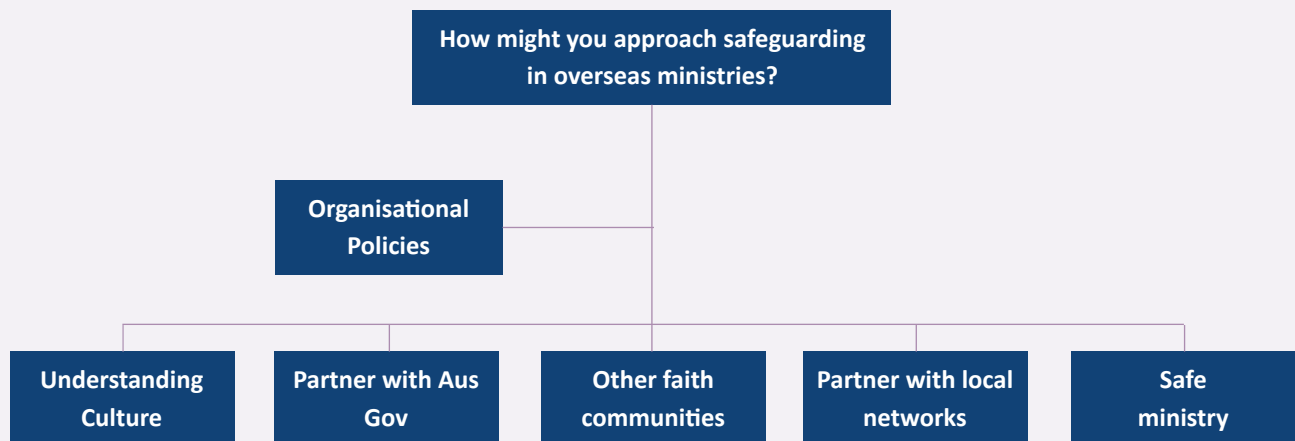 How might you approach safeguarding
in overseas ministries?
Organisational
Policies
Understanding
Culture
Partner with Aus
Gov
Other faith
communities
Partner with local
networks
Safe
ministry